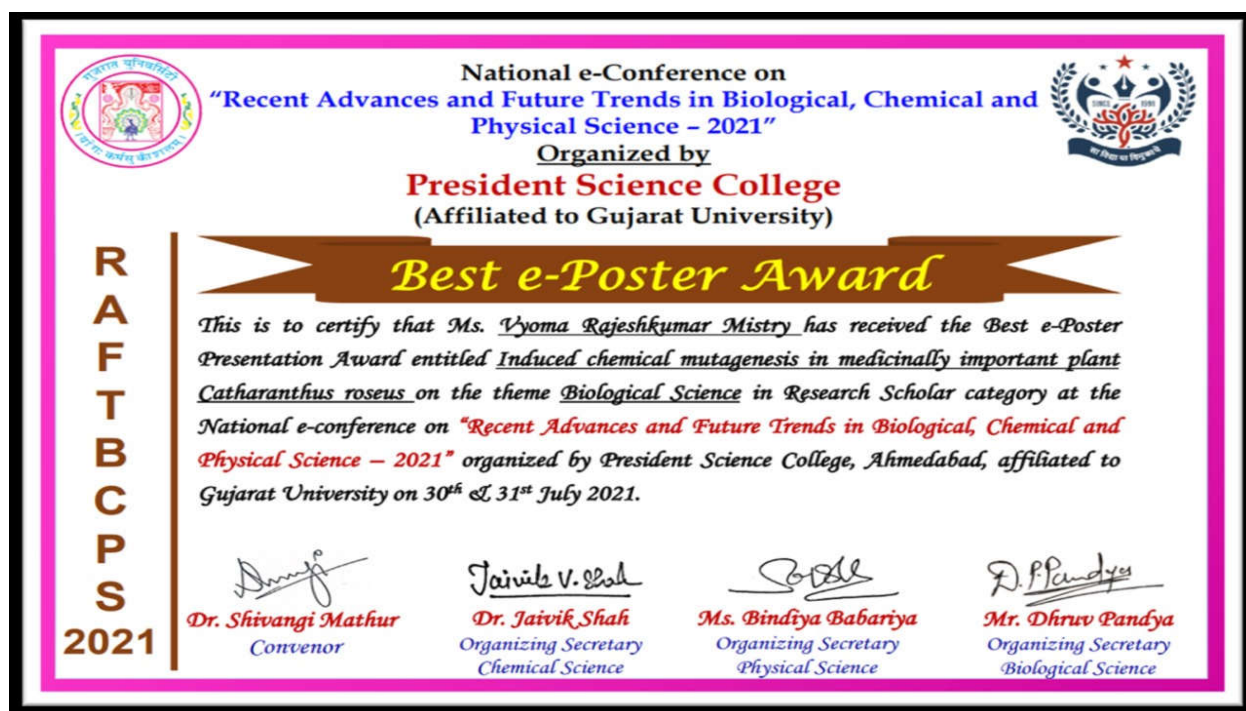 ગુજરાત યુનિવર્સિટી
National e-Conference on
“Recent Advances and Future Trends in Biological, Chemical and
Physical Science – 2021”
Organized by
President Science College
(Affiliated to Gujarat University)
SINCE
सा विद्या या विमुक्तये
R
A
F
T
B
C
P
S
2021
Best e-Poster Award
This is to certify that Ms. Vyoma Rajeshkumar Mistry has received the Best e-Poster
Presentation Award entitled Induced chemical mutagenesis in medicinally important plant
Catharanthus roseus on the theme Biological Science in Research Scholar category at the
National e-conference on “Recent Advances and Future Trends in Biological, Chemical and
Physical Science – 2021” organized by President Science College, Ahmedabad, affiliated to
Gujarat University on 30th & 31st July 2021.
Jaivik V. Shah
D. P. Pandya
Dr. Shivangi Mathur
Convenor
Dr. Jaivik Shah
Organizing Secretary
Chemical Science
Ms. Bindiya Babariya
Organizing Secretary
Physical Science
Mr. Dhruv Pandya
Organizing Secretary
Biological Science